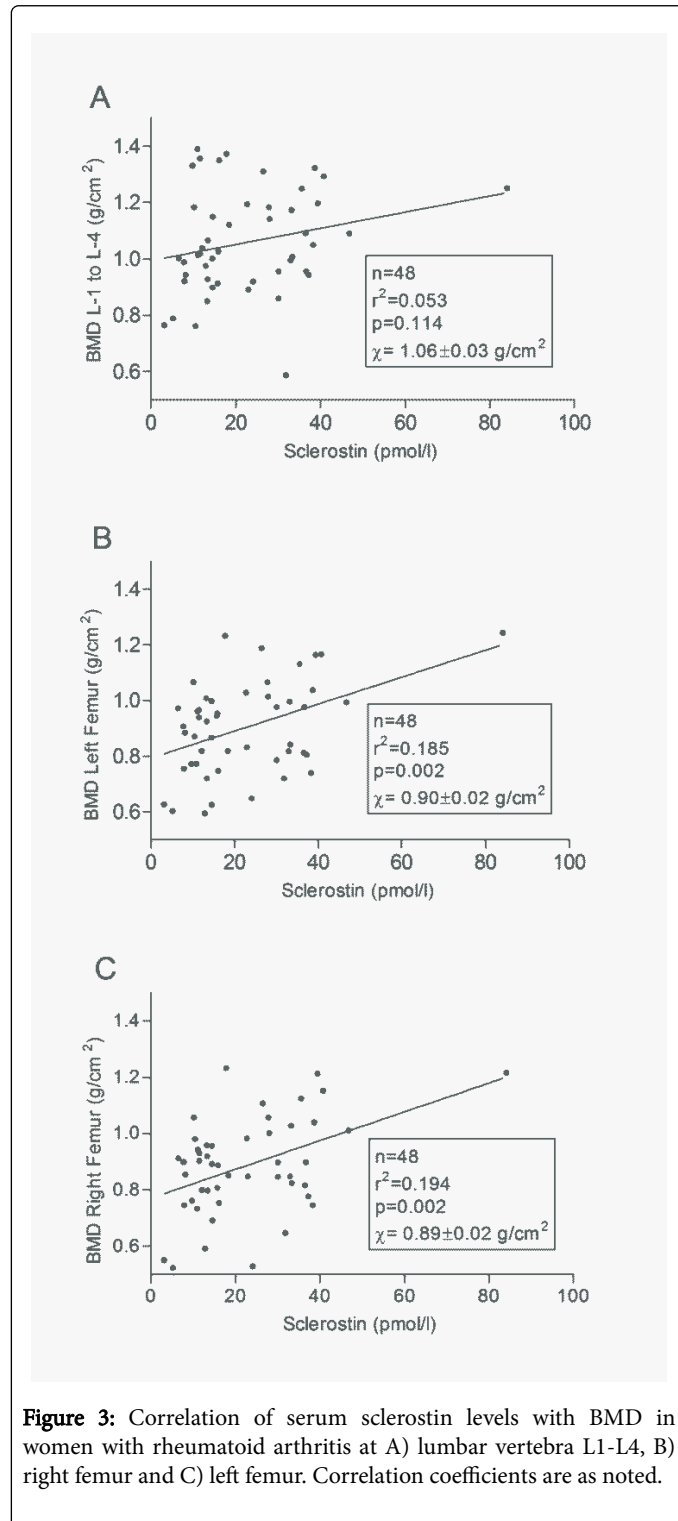 A
BMD L-1 to L-4 (g/cm²)
1.4
1.2
1.0
0.8
0.6
n=48
r²=0.053
p=0.114
χ= 1.06±0.03 g/cm²
0 20 40 60 80 100
Sclerostin (pmol/l)
B
BMD Left Femur (g/cm²)
1.4
1.2
1.0
0.8
0.6
n=48
r²=0.185
p=0.002
χ= 0.90±0.02 g/cm²
0 20 40 60 80 100
Sclerostin (pmol/l)
C
BMD Right Femur (g/cm²)
1.4
1.2
1.0
0.8
0.6
n=48
r²=0.194
p=0.002
χ= 0.89±0.02 g/cm²
0 20 40 60 80 100
Sclerostin (pmol/l)
Figure 3: Correlation of serum sclerostin levels with BMD in
women with rheumatoid arthritis at A) lumbar vertebra L1-L4, B)
right femur and C) left femur. Correlation coefficients are as noted.